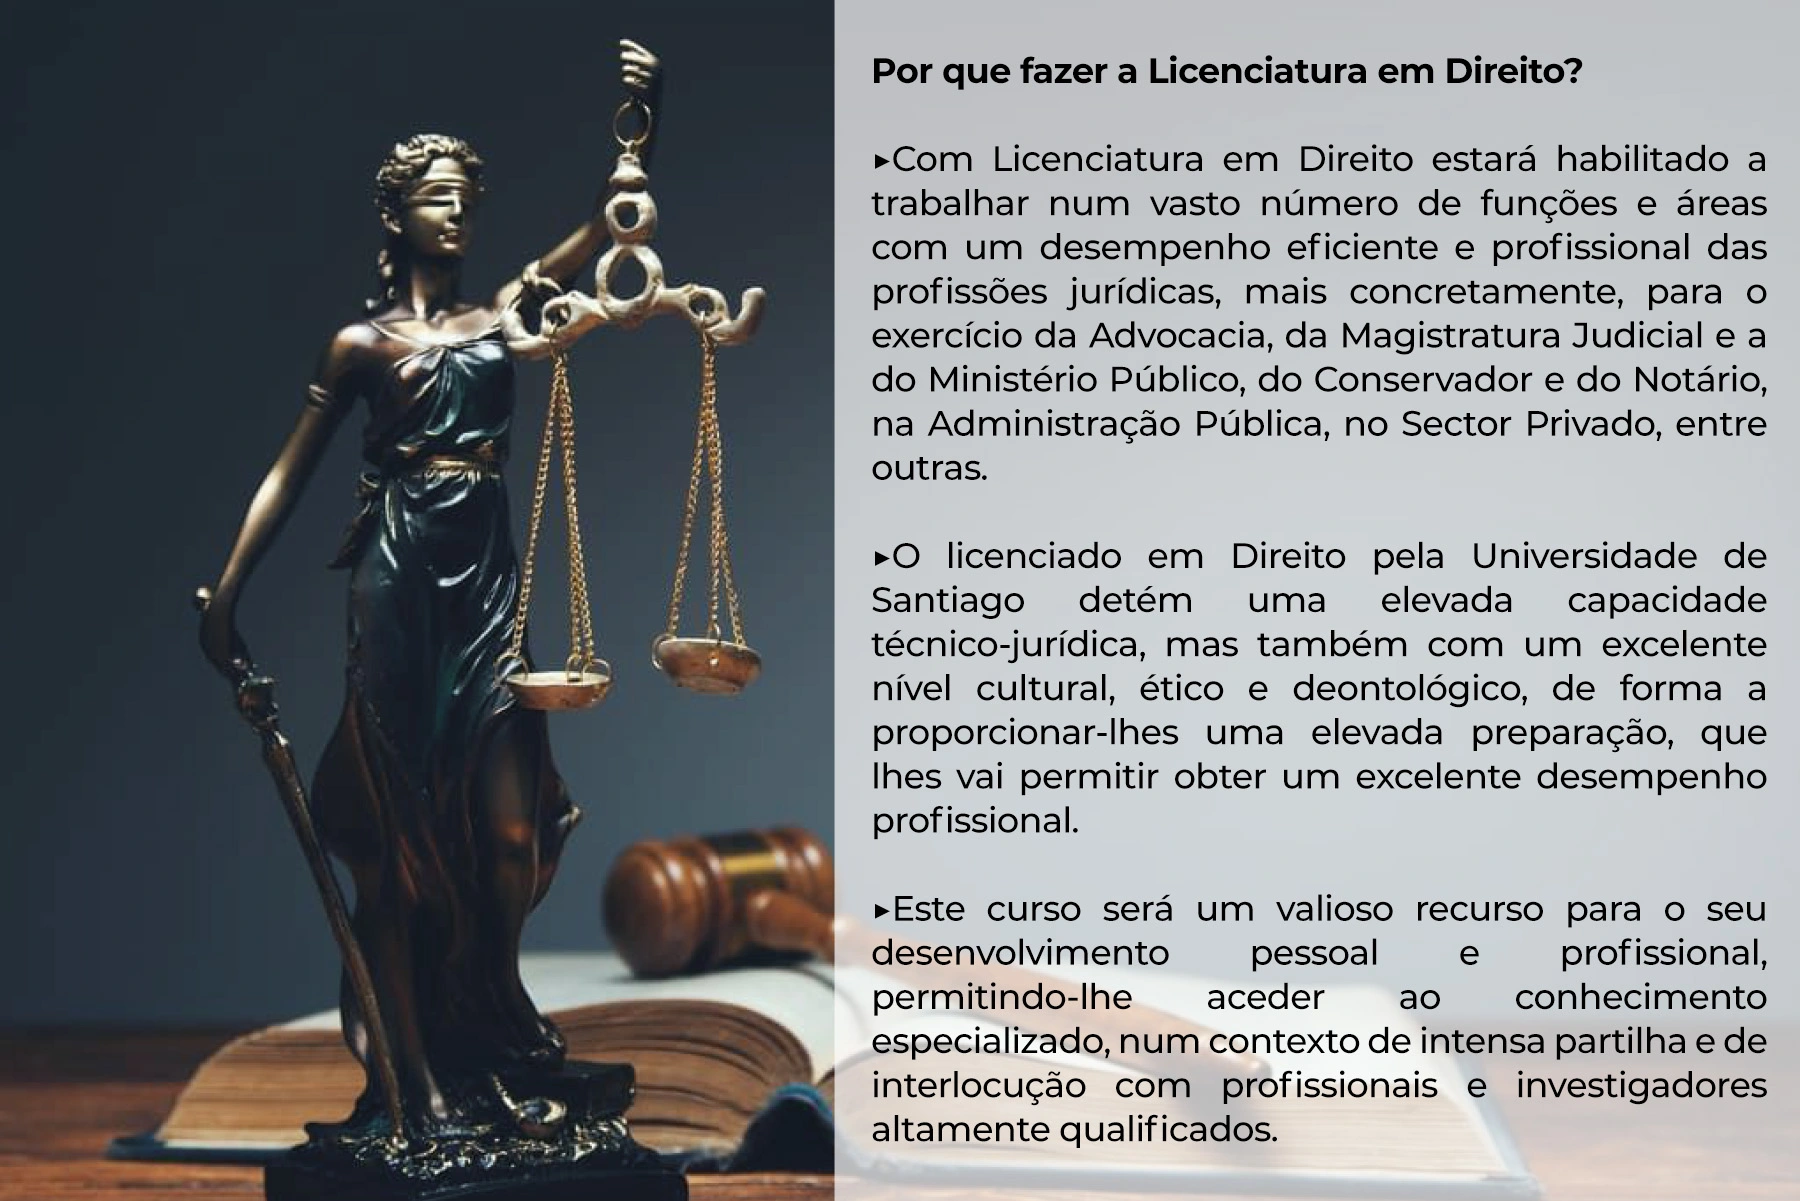 Por que fazer a Licenciatura em Direito?
▸Com Licenciatura em Direito estará habilitado a
trabalhar num vasto número de funções e áreas
com um desempenho eficiente e profissional das
profissões jurídicas, mais concretamente, para o
exercício da Advocacia, da Magistratura Judicial e a
do Ministério Público, do Conservador e do Notário,
na Administração Pública, no Sector Privado, entre
outras.
▸O licenciado em Direito pela Universidade de
Santiago detém uma elevada capacidade
técnico-jurídica, mas também com um excelente
nível cultural, ético e deontológico, de forma a
proporcionar-lhes uma elevada preparação, que
lhes vai permitir obter um excelente desempenho
profissional.
▸Este curso será um valioso recurso para o seu
desenvolvimento pessoal e profissional,
permitindo-lhe aceder ao conhecimento
especializado, num contexto de intensa partilha e de
interlocução com profissionais e investigadores
altamente qualificados.